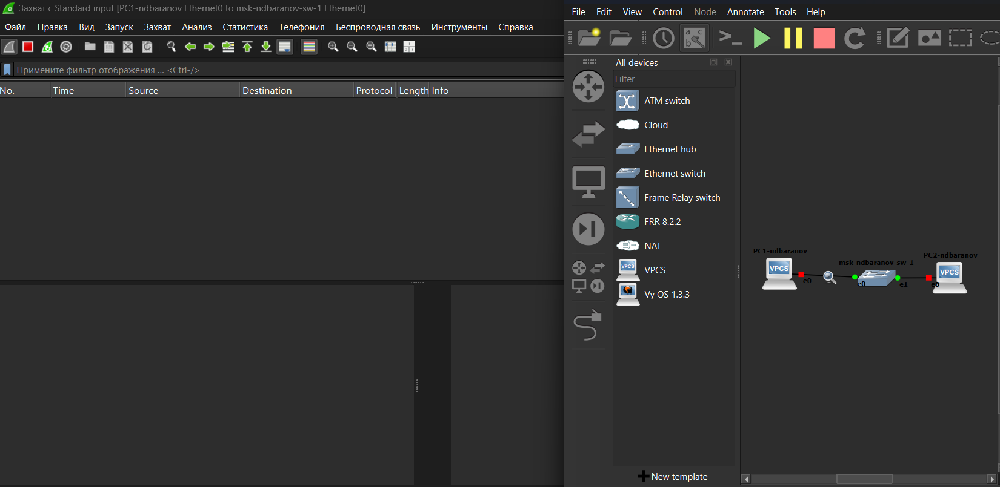 Захват с Standard input [PC1-ndbaranov Ethernet0 to msk-ndbaranov-sw-1 Ethernet0]
Файл Правка Вид Запуск Захват Анализ Статистика Телефония Беспроводная связь Инструменты Справка
Примените фильтр отображения ... <Ctrl-/>
No. Time Source Destination Protocol Length Info
File Edit View Control Node Annotate Tools Help
a c
b
All devices
Filter
ATM switch
Cloud
Ethernet hub
Ethernet switch
Frame Relay switch
FRR 8.2.2
NAT
VPCS
VPCS
Vy OS 1.3.3
New template
PC1-ndbaranov
VPCS
e0
msk-ndbaranov-sw-1
e0
e1
PC2-ndbaranov
VPCS
e0